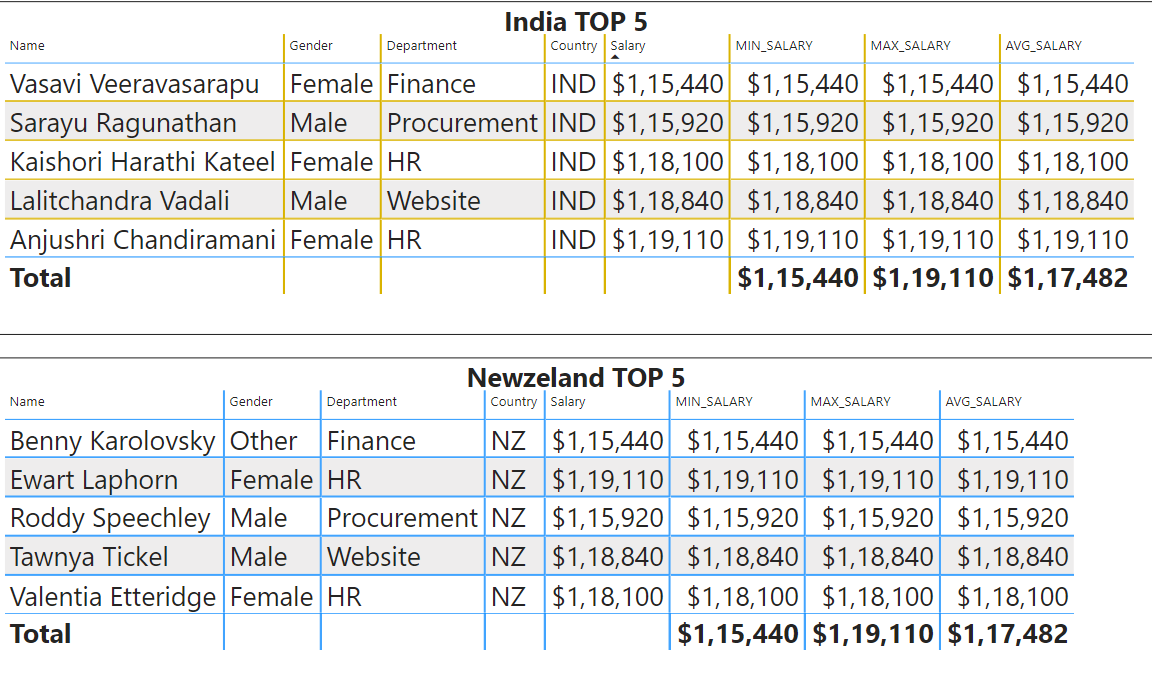 India TOP 5
Name Gender Department Country Salary MIN_SALARY MAX_SALARY AVG_SALARY
Vasavi Veeravasarapu Female Finance IND $1,15,440 $1,15,440 $1,15,440 $1,15,440
Sarayu Ragunathan Male Procurement IND $1,15,920 $1,15,920 $1,15,920 $1,15,920
Kaishori Harathi Kateel Female HR IND $1,18,100 $1,18,100 $1,18,100 $1,18,100
Lalitchandra Vadali Male Website IND $1,18,840 $1,18,840 $1,18,840 $1,18,840
Anjushri Chandiramani Female HR IND $1,19,110 $1,19,110 $1,19,110 $1,19,110
Total $1,15,440 $1,19,110 $1,17,482
Newzeland TOP 5
Name Gender Department Country Salary MIN_SALARY MAX_SALARY AVG_SALARY
Benny Karolovsky Other Finance NZ $1,15,440 $1,15,440 $1,15,440 $1,15,440
Ewart Laphorn Female HR NZ $1,19,110 $1,19,110 $1,19,110 $1,19,110
Roddy Speechley Male Procurement NZ $1,15,920 $1,15,920 $1,15,920 $1,15,920
Tawnya Tickel Male Website NZ $1,18,840 $1,18,840 $1,18,840 $1,18,840
Valentia Etteridge Female HR NZ $1,18,100 $1,18,100 $1,18,100 $1,18,100
Total $1,15,440 $1,19,110 $1,17,482